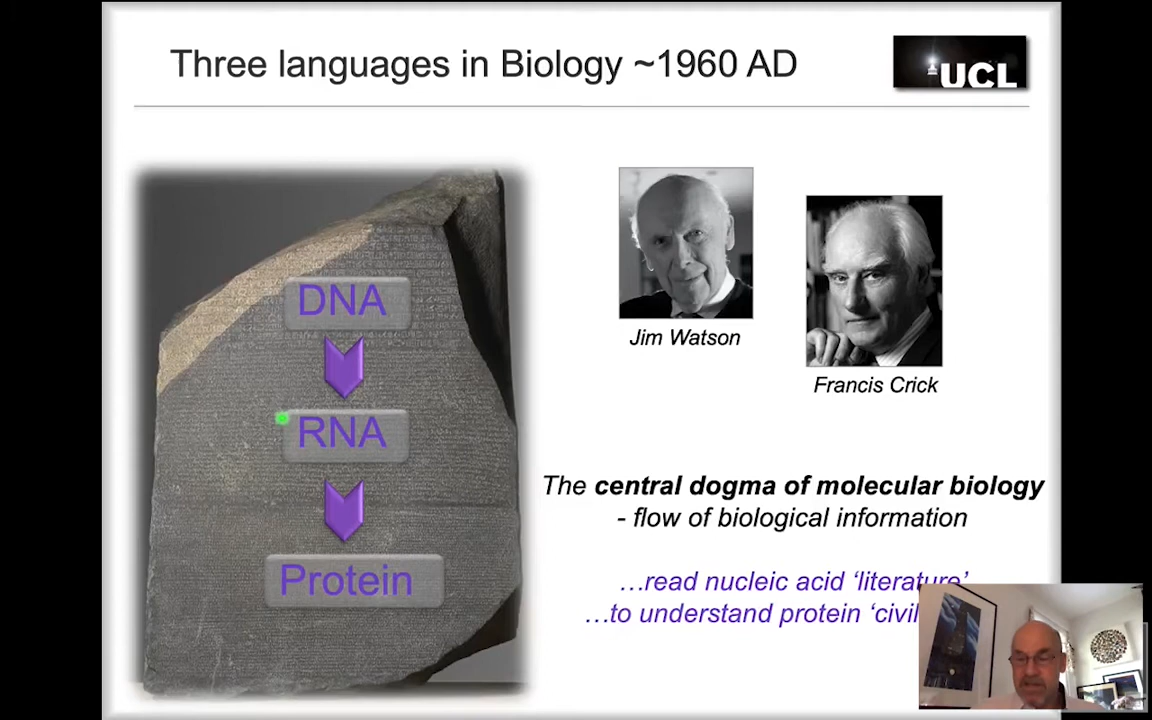 Three languages in Biology ~1960 AD
UCL
DNA
RNA
Protein
Jim Watson
Francis Crick
The central dogma of molecular biology
- flow of biological information
…read nucleic acid ‘literature’
…to understand protein